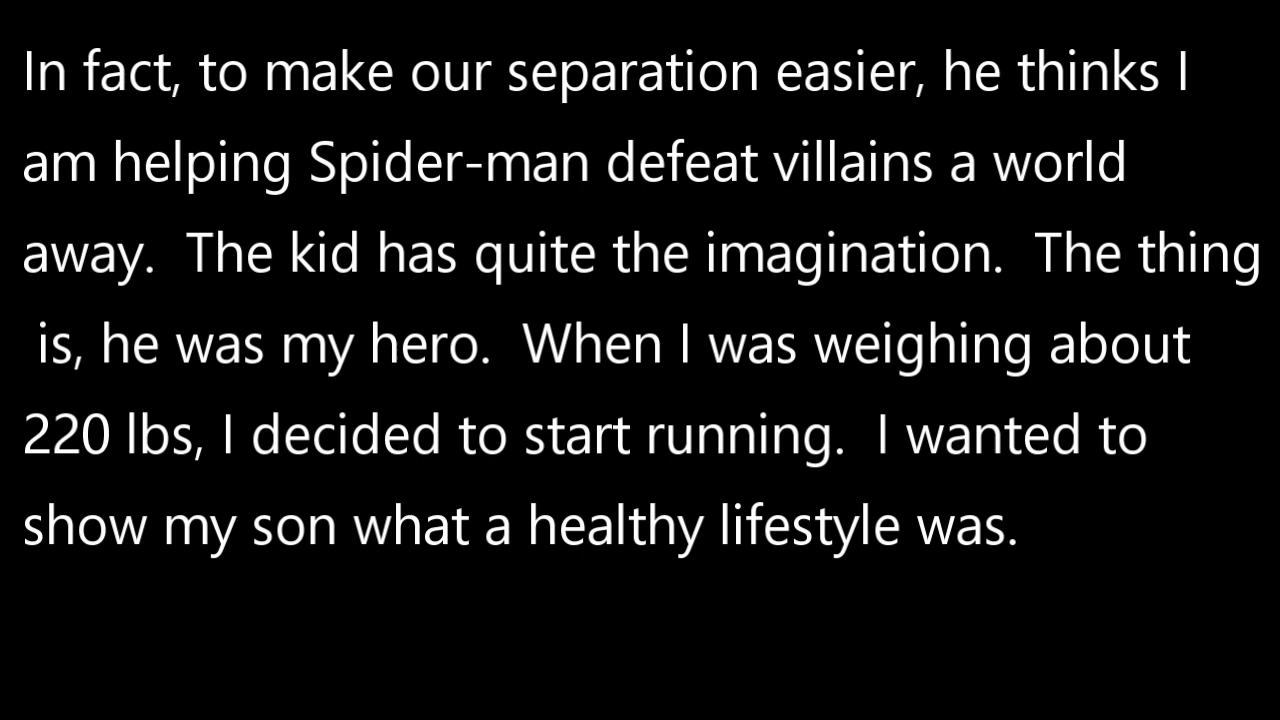 In fact, to make our separation easier, he thinks I
am helping Spider-man defeat villains a world
away.  The kid has quite the imagination.  The thing
 is, he was my hero.  When I was weighing about
220 lbs, I decided to start running.  I wanted to
show my son what a healthy lifestyle was.